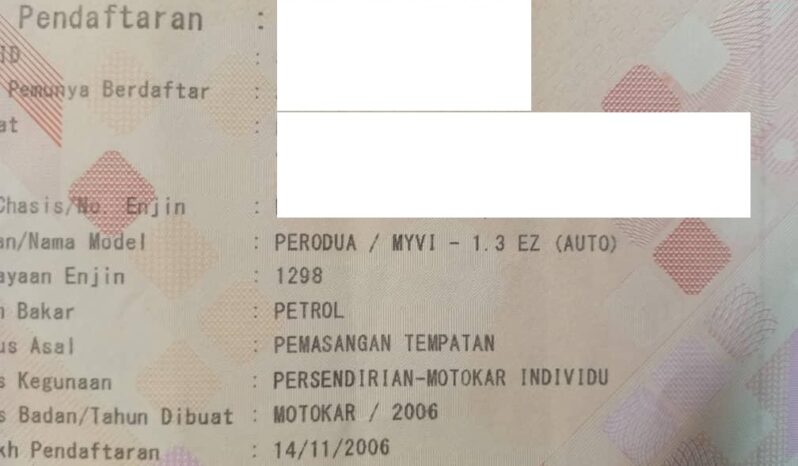 Pendaftaran :
ID :
Pemunya Berdaftar :
at :
Chasis/No. Enjin :
an/Nama Model : PERODUA / MYVI - 1.3 EZ (AUTO)
ayaan Enjin : 1298
n Bakar : PETROL
us Asal : PEMASANGAN TEMPATAN
s Kegunaan : PERSENDIRIAN-MOTOKAR INDIVIDU
s Badan/Tahun Dibuat : MOTOKAR / 2006
kh Pendaftaran : 14/11/2006